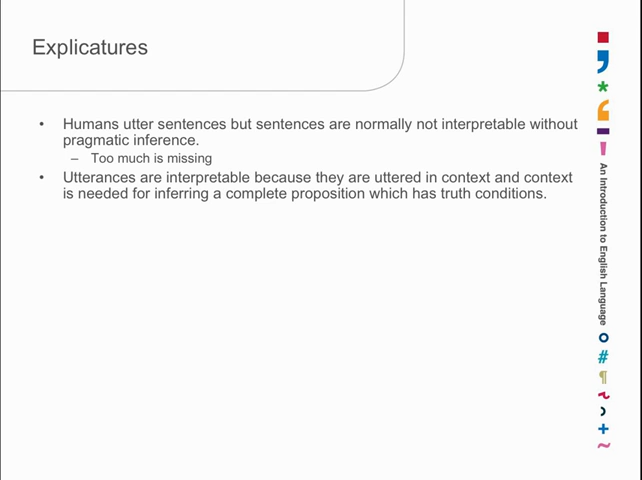 Explicatures
• Humans utter sentences but sentences are normally not interpretable without
pragmatic inference.
– Too much is missing
• Utterances are interpretable because they are uttered in context and context
is needed for inferring a complete proposition which has truth conditions.
An Introduction to English Language